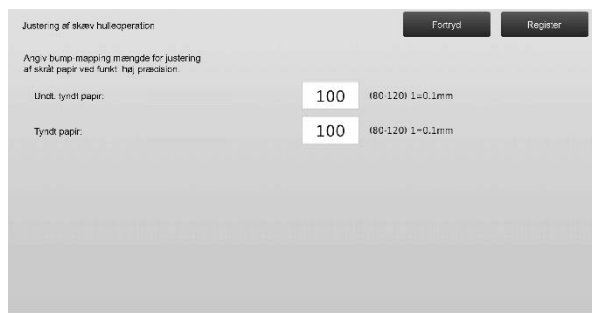 Justering af skæv hulleoperation
Fortryd
Register
Angiv bump-mapping mængde for justering
af skråt papir ved funkt. høj præcision.
Undt. tyndt papir:
100
(80-120) 1=0.1mm
Tyndt papir:
100
(80-120) 1=0.1mm